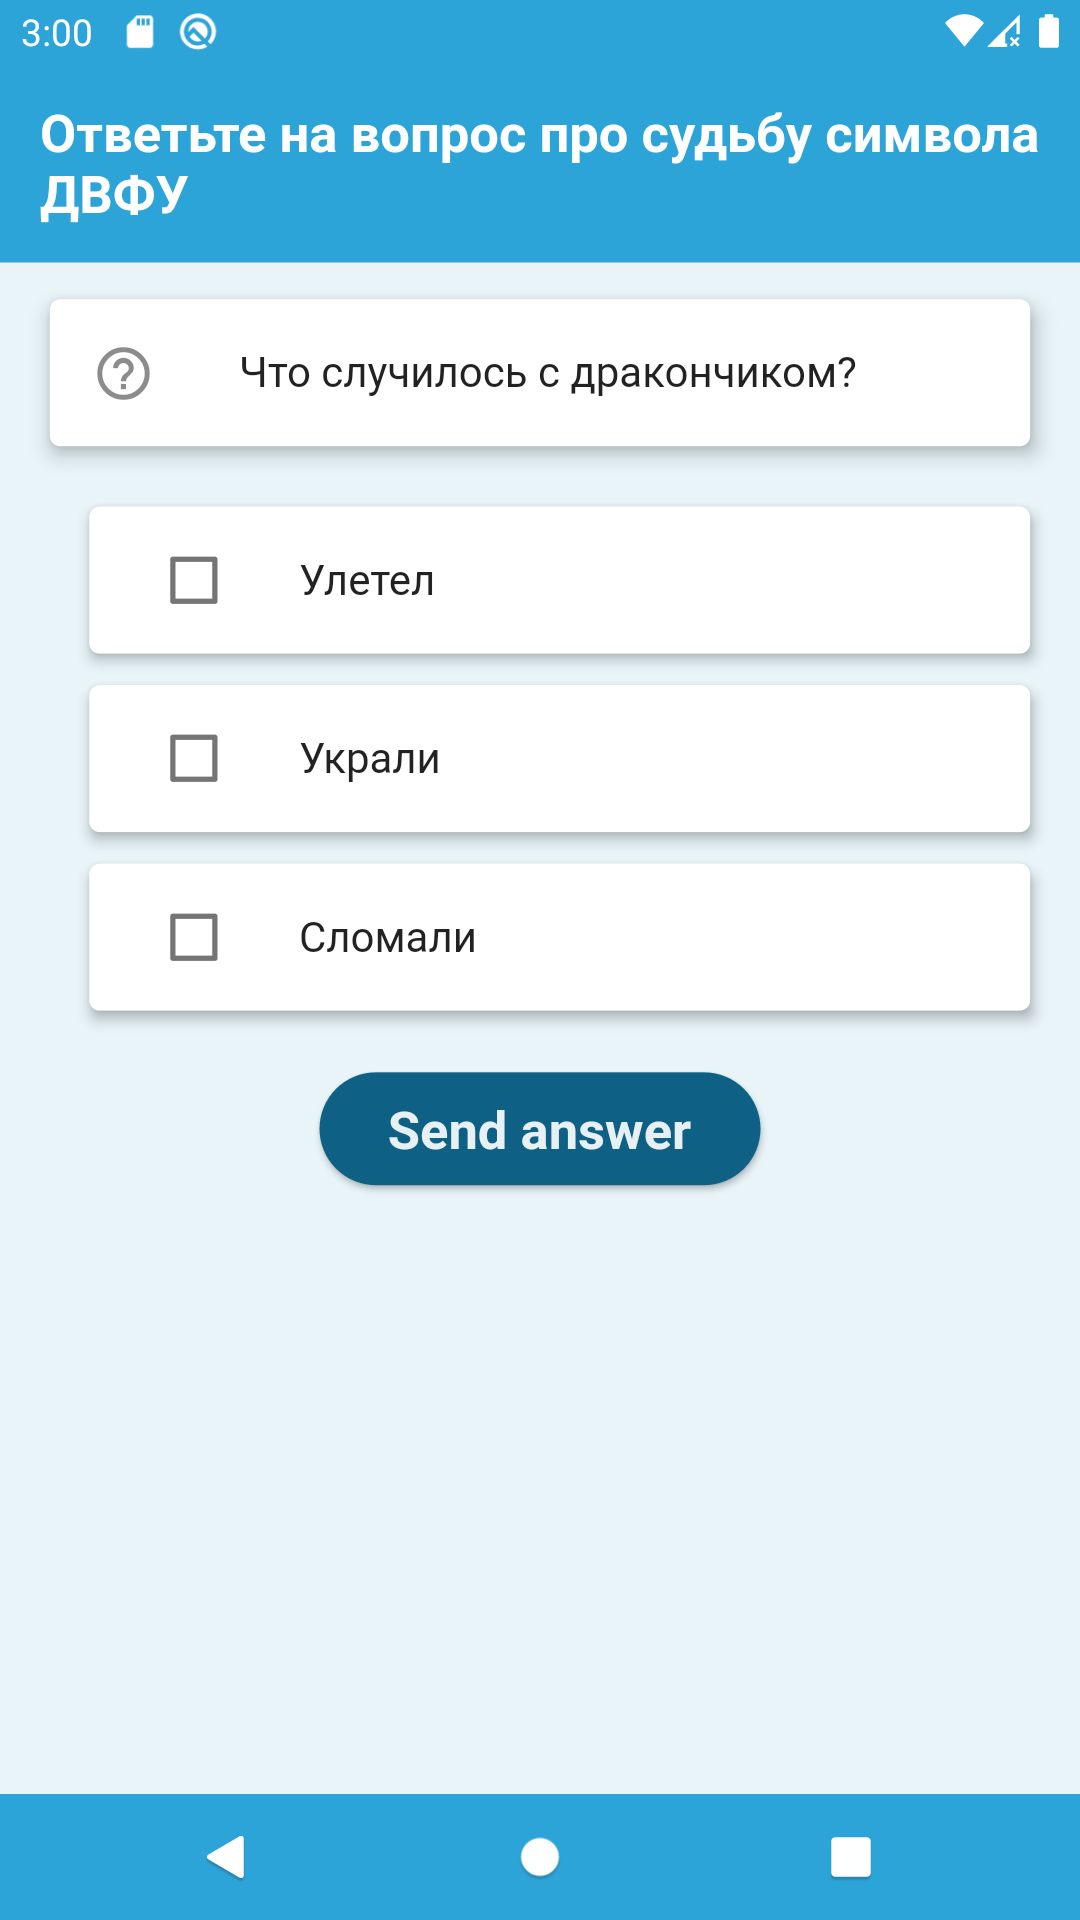 3:00
Ответьте на вопрос про судьбу символа
ДВФУ
Что случилось с дракончиком?
Улетел
Украли
Сломали
Send answer